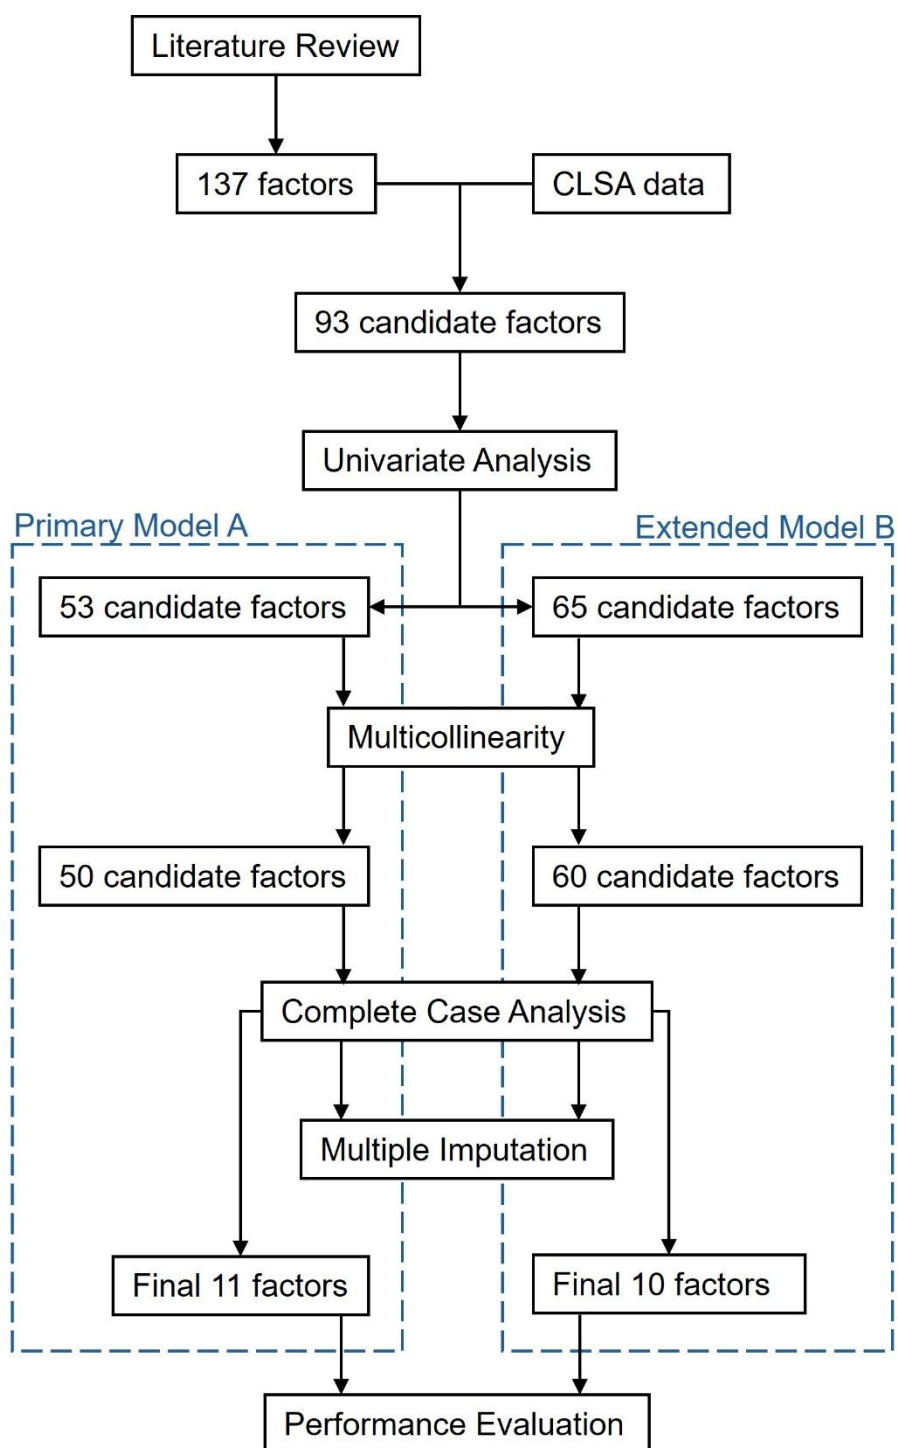 Literature Review
137 factors
CLSA data
93 candidate factors
Univariate Analysis
Primary Model A
Extended Model B
53 candidate factors
65 candidate factors
Multicollinearity
50 candidate factors
60 candidate factors
Complete Case Analysis
Multiple Imputation
Final 11 factors
Final 10 factors
Performance Evaluation